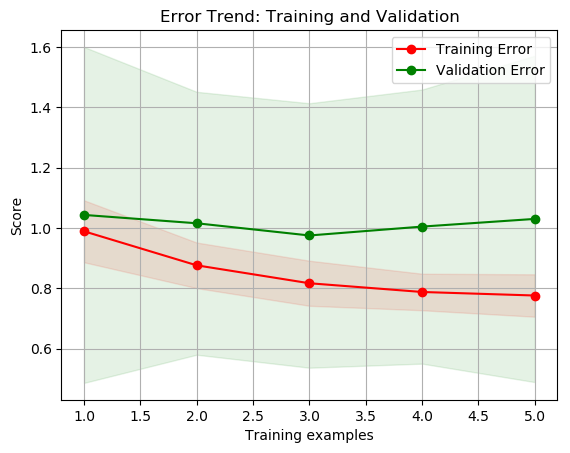 Error Trend: Training and Validation
Training Error
Validation Error
Score
1.6
1.4
1.2
1.0
0.8
0.6
1.0 1.5 2.0 2.5 3.0 3.5 4.0 4.5 5.0
Training examples